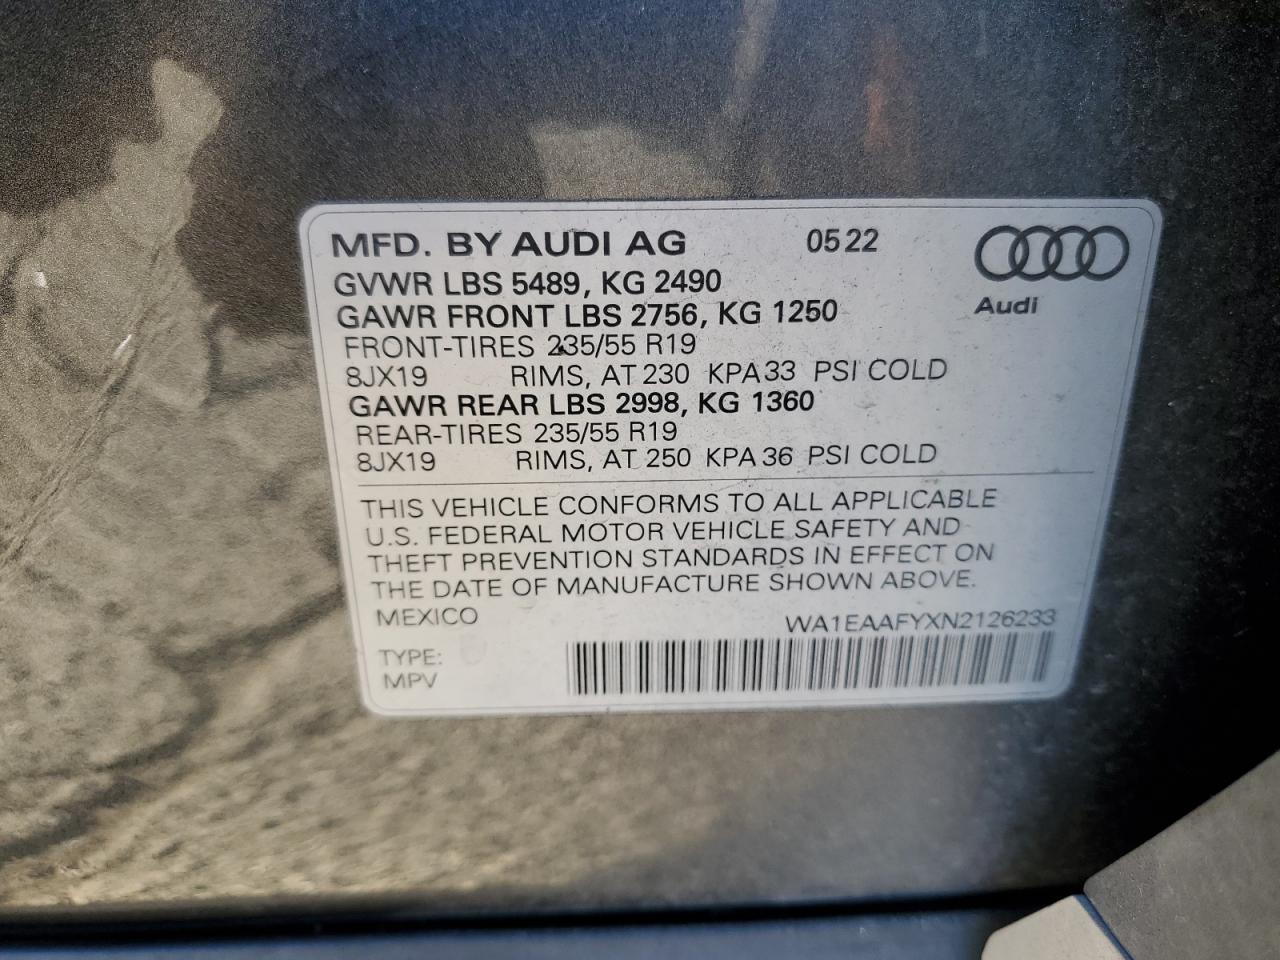 MFD. BY AUDI AG 0522
GVWR LBS 5489, KG 2490
GAWR FRONT LBS 2756, KG 1250
Audi
FRONT-TIRES 235/55 R19
8JX19 RIMS, AT 230 KPA 33 PSI COLD
GAWR REAR LBS 2998, KG 1360
REAR-TIRES 235/55 R19
8JX19 RIMS, AT 250 KPA 36 PSI COLD
THIS VEHICLE CONFORMS TO ALL APPLICABLE
U.S. FEDERAL MOTOR VEHICLE SAFETY AND
THEFT PREVENTION STANDARDS IN EFFECT ON
THE DATE OF MANUFACTURE SHOWN ABOVE.
MEXICO WA1EAAFYXN2126233
TYPE:
MPV